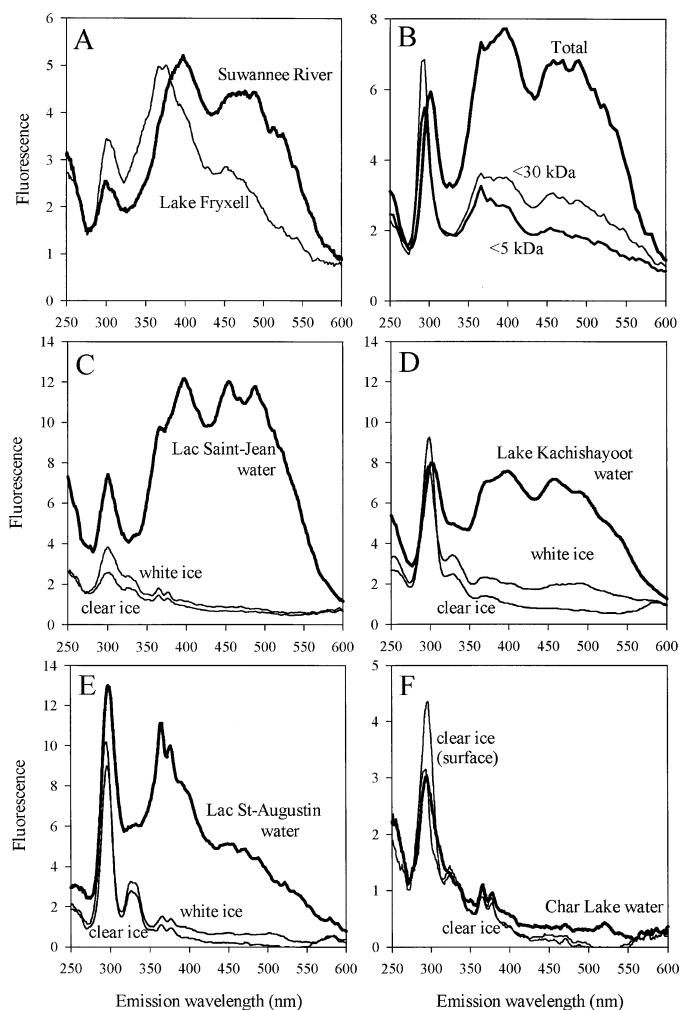 A
B
6
8
5
Suwannee River
Total
4
6
Fluorescence
3
4
<30 kDa
2
Lake Fryxell
2
<5 kDa
1
0
0
250 300 350 400 450 500 550 600
250 300 350 400 450 500 550 600
C
D
14
14
12
12
10
10
Lac Saint-Jean
water
Lake Kachishayoot
water
8
8
Fluorescence
6
6
white ice
white ice
4
4
2
2
clear ice
clear ice
0
0
250 300 350 400 450 500 550 600
250 300 350 400 450 500 550 600
E
F
14
5
12
clear ice
(surface)
4
10
Lac St-Augustin
water
8
3
Fluorescence
6
2
4
white ice
1
Char Lake water
2
clear ice
clear ice
0
0
250 300 350 400 450 500 550 600
250 300 350 400 450 500 550 600
Emission wavelength (nm)
Emission wavelength (nm)